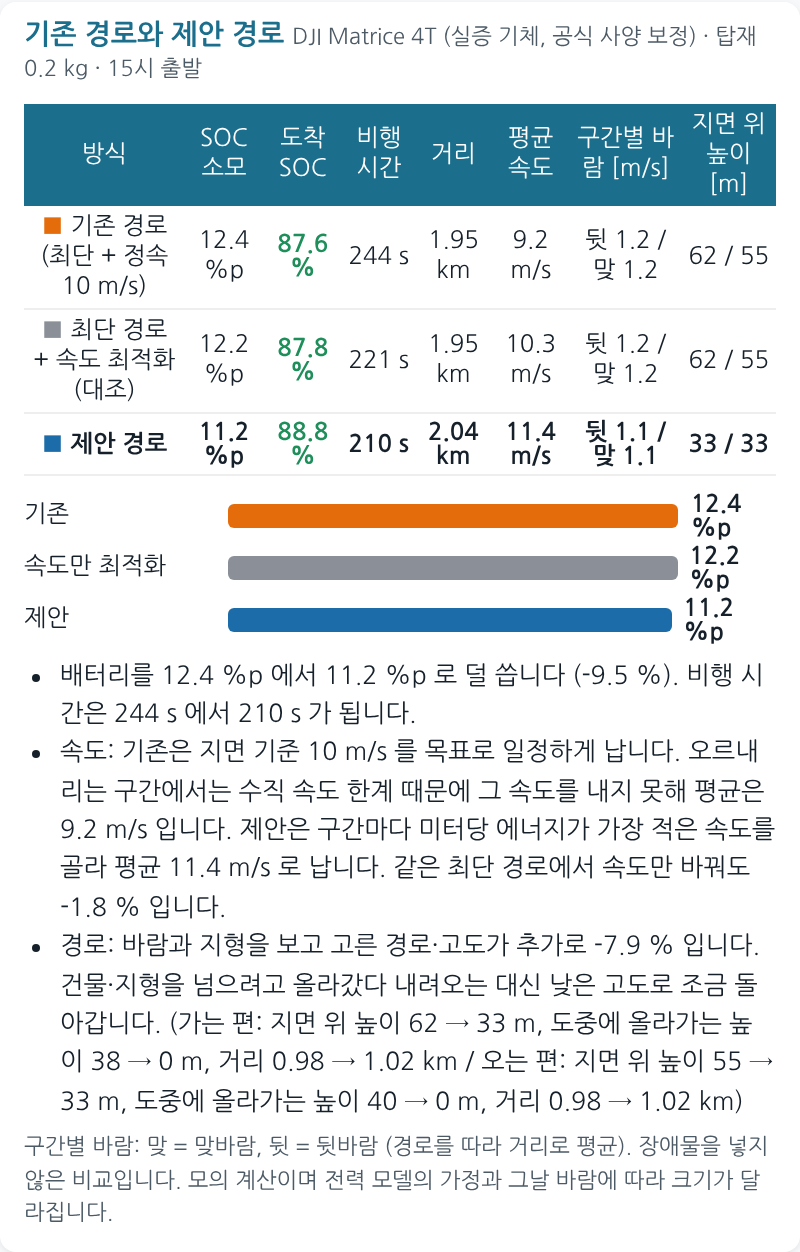 기존 경로와 제안 경로 DJI Matrice 4T (실증 기체, 공식 사양 보정) · 탑재
0.2 kg · 15시 출발
방식 SOC 소모 도착 SOC 비행 시간 거리 평균 속도 구간별 바람 [m/s] 지면 위 높이 [m]
기존 경로 (최단 + 정속 10 m/s) 12.4 %p 87.6 % 244 s 1.95 km 9.2 m/s 뒷 1.2 / 맞 1.2 62 / 55
최단 경로 + 속도 최적화 (대조) 12.2 %p 87.8 % 221 s 1.95 km 10.3 m/s 뒷 1.2 / 맞 1.2 62 / 55
제안 경로 11.2 %p 88.8 % 210 s 2.04 km 11.4 m/s 뒷 1.1 / 맞 1.1 33 / 33
기존 12.4 %p
속도만 최적화 12.2 %p
제안 11.2 %p
• 배터리를 12.4 %p 에서 11.2 %p 로 덜 씁니다 (-9.5 %). 비행 시
간은 244 s 에서 210 s 가 됩니다.
• 속도: 기존은 지면 기준 10 m/s 를 목표로 일정하게 납니다. 오르내
리는 구간에서는 수직 속도 한계 때문에 그 속도를 내지 못해 평균은
9.2 m/s 입니다. 제안은 구간마다 미터당 에너지가 가장 적은 속도를
골라 평균 11.4 m/s 로 납니다. 같은 최단 경로에서 속도만 바꿔도
-1.8 % 입니다.
• 경로: 바람과 지형을 보고 고른 경로·고도가 추가로 -7.9 % 입니다.
건물·지형을 넘으려고 올라갔다 내려오는 대신 낮은 고도로 조금 돌
아갑니다. (가는 편: 지면 위 높이 62 → 33 m, 도중에 올라가는 높
이 38 → 0 m, 거리 0.98 → 1.02 km / 오는 편: 지면 위 높이 55 →
33 m, 도중에 올라가는 높이 40 → 0 m, 거리 0.98 → 1.02 km)
구간별 바람: 맞 = 맞바람, 뒷 = 뒷바람 (경로를 따라 거리로 평균). 장애물을 넣지
않은 비교입니다. 모의 계산이며 전력 모델의 가정과 그날 바람에 따라 크기가 달
라집니다.